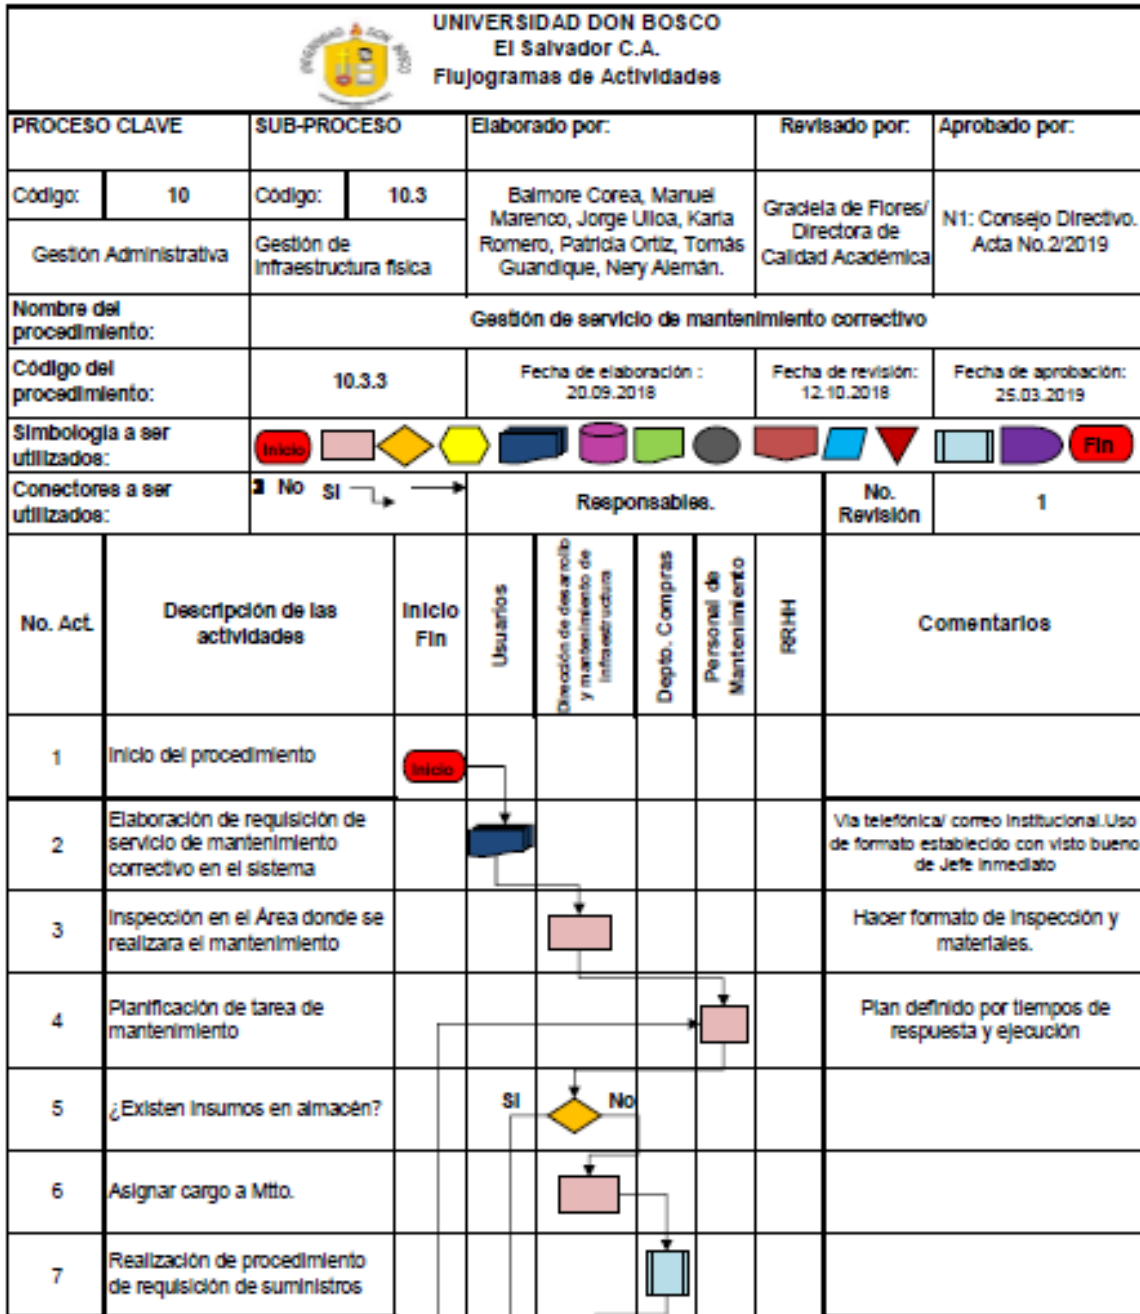 UNIVERSIDAD DON BOSCO
El Salvador C.A.
Flujogramas de Actividades
UNIVERSIDAD DON BOSCO
PROCESO CLAVE
SUB-PROCESO
Elaborado por:
Revisado por:
Aprobado por:
Código:
10
Código:
10.3
Balmore Corea, Manuel
Marenco, Jorge Ulloa, Karla
Romero, Patricia Ortiz, Tomás
Guandique, Nery Alemán.
Graciela de Flores/
Directora de
Calidad Académica
N1: Consejo Directivo.
Acta No.2/2019
Gestión Administrativa
Gestión de
Infraestructura física
Nombre del
procedimiento:
Gestión de servicio de mantenimiento correctivo
Código del
procedimiento:
10.3.3
Fecha de elaboración :
20.09.2018
Fecha de revisión:
12.10.2018
Fecha de aprobación:
25.03.2019
Simbología a ser
utilizados:
Inicio
Fin
Conectores a ser
utilizados:
No
SI
Responsables.
No.
Revisión
1
No. Act.
Descripción de las
actividades
Inicio
Fin
Usuarios
Dirección de desarrollo
y mantenimiento de
Infraestructura
Depto. Compras
Personal de
Mantenimiento
RRHH
Comentarios
1
Inicio del procedimiento
Inicio
2
Elaboración de requisición de
servicio de mantenimiento
correctivo en el sistema
Vía telefónica/ correo Institucional.Uso
de formato establecido con visto bueno
de Jefe Inmediato
3
Inspección en el Área donde se
realizara el mantenimiento
Hacer formato de Inspección y
materiales.
4
Planificación de tarea de
mantenimiento
Plan definido por tiempos de
respuesta y ejecución
5
¿Existen Insumos en almacén?
SI
No
6
Asignar cargo a Mtto.
7
Realización de procedimiento
de requisición de suministros